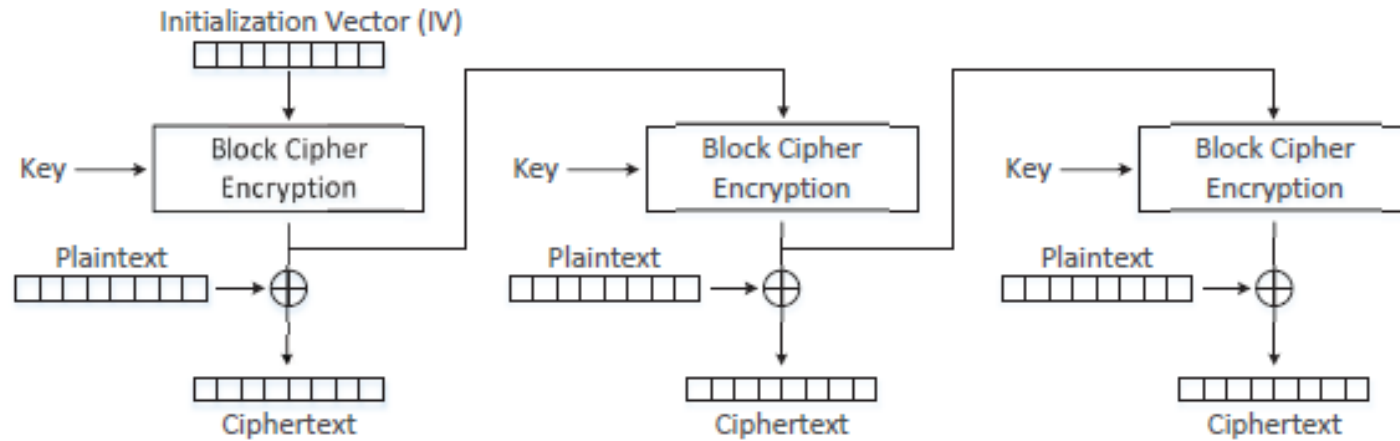 Initialization Vector (IV)
Key
Block Cipher
Encryption
Key
Block Cipher
Encryption
Key
Block Cipher
Encryption
Plaintext
Plaintext
Plaintext
Ciphertext
Ciphertext
Ciphertext